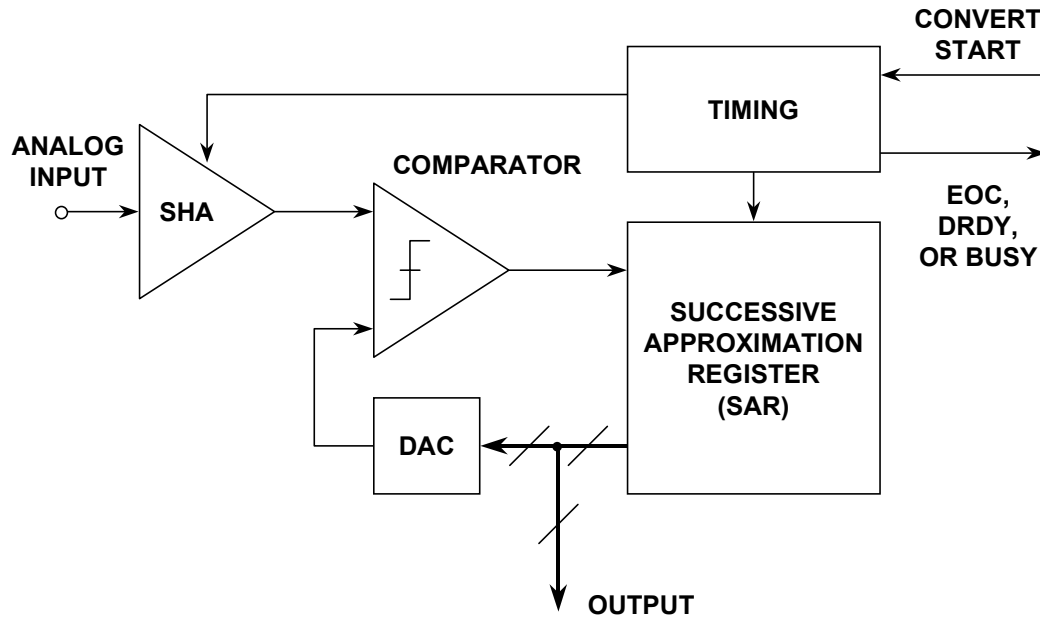 CONVERT
START
TIMING
ANALOG
INPUT
COMPARATOR
SHA
EOC,
DRDY,
OR BUSY
SUCCESSIVE
APPROXIMATION
REGISTER
(SAR)
DAC
OUTPUT